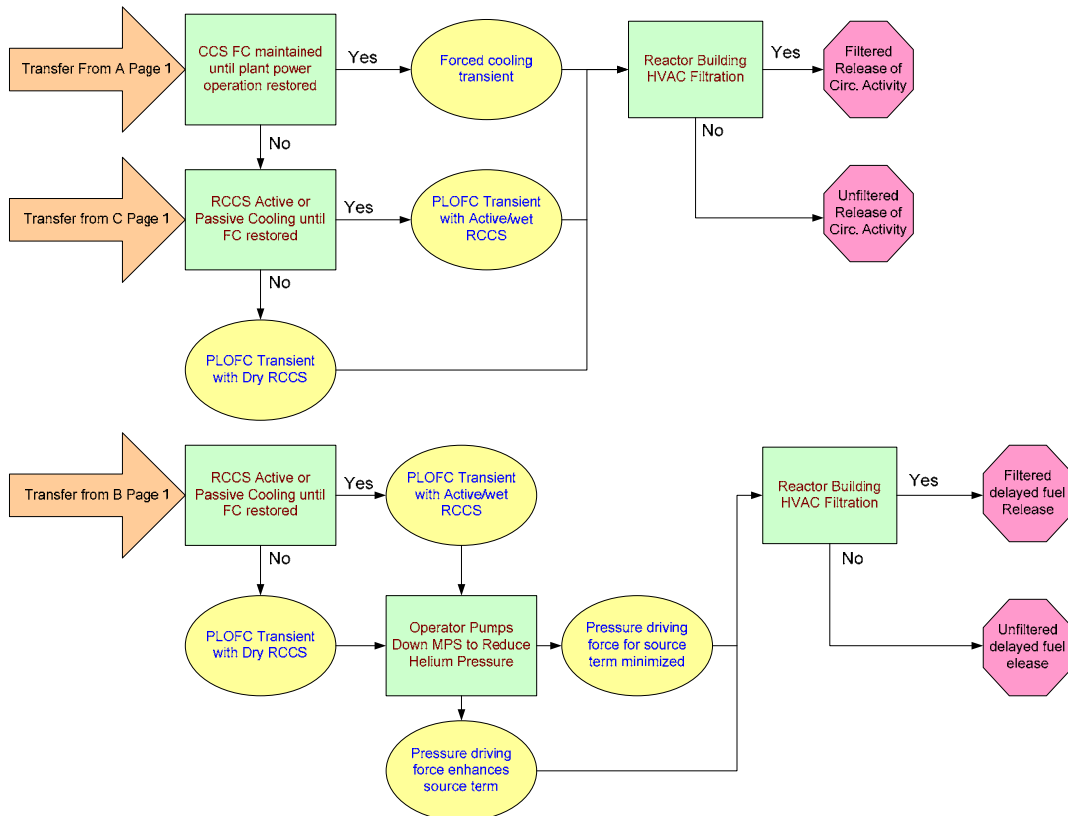 Transfer From A Page 1
CCS FC maintained
until plant power
operation restored
Yes
Forced cooling
transient
Reactor Building
HVAC Filtration
Yes
Filtered
Release of
Circ. Activity
No
No
Transfer from C Page 1
RCCS Active or
Passive Cooling until
FC restored
Yes
PLOFC Transient
with Active/wet
RCCS
Unfiltered
Release of
Circ. Activity
No
PLOFC Transient
with Dry RCCS
Transfer from B Page 1
RCCS Active or
Passive Cooling until
FC restored
Yes
PLOFC Transient
with Active/wet
RCCS
Reactor Building
HVAC Filtration
Yes
Filtered
delayed fuel
Release
No
No
PLOFC Transient
with Dry RCCS
Operator Pumps
Down MPS to Reduce
Helium Pressure
Pressure driving
force for source
term minimized
Unfiltered
delayed fuel
elease
Pressure driving
force enhances
source term